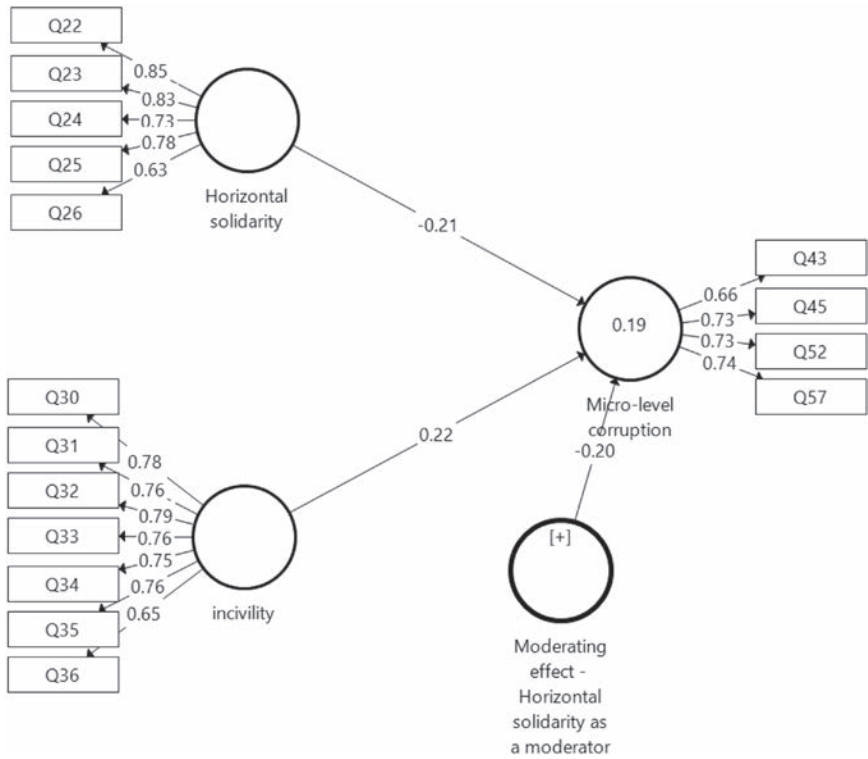 Q22
Q23
Q24
Q25
Q26
0.85
0.83
0.73
0.78
0.63
Horizontal
solidarity
-0.21
Q43
Q45
Q52
Q57
0.66
0.73
0.73
0.74
0.19
Micro-level
corruption
Q30
Q31
Q32
Q33
Q34
Q35
Q36
0.78
0.76
0.79
0.76
0.75
0.76
0.65
incivility
0.22
-0.20
[+]
Moderating
effect -
Horizontal
solidarity as
a moderator